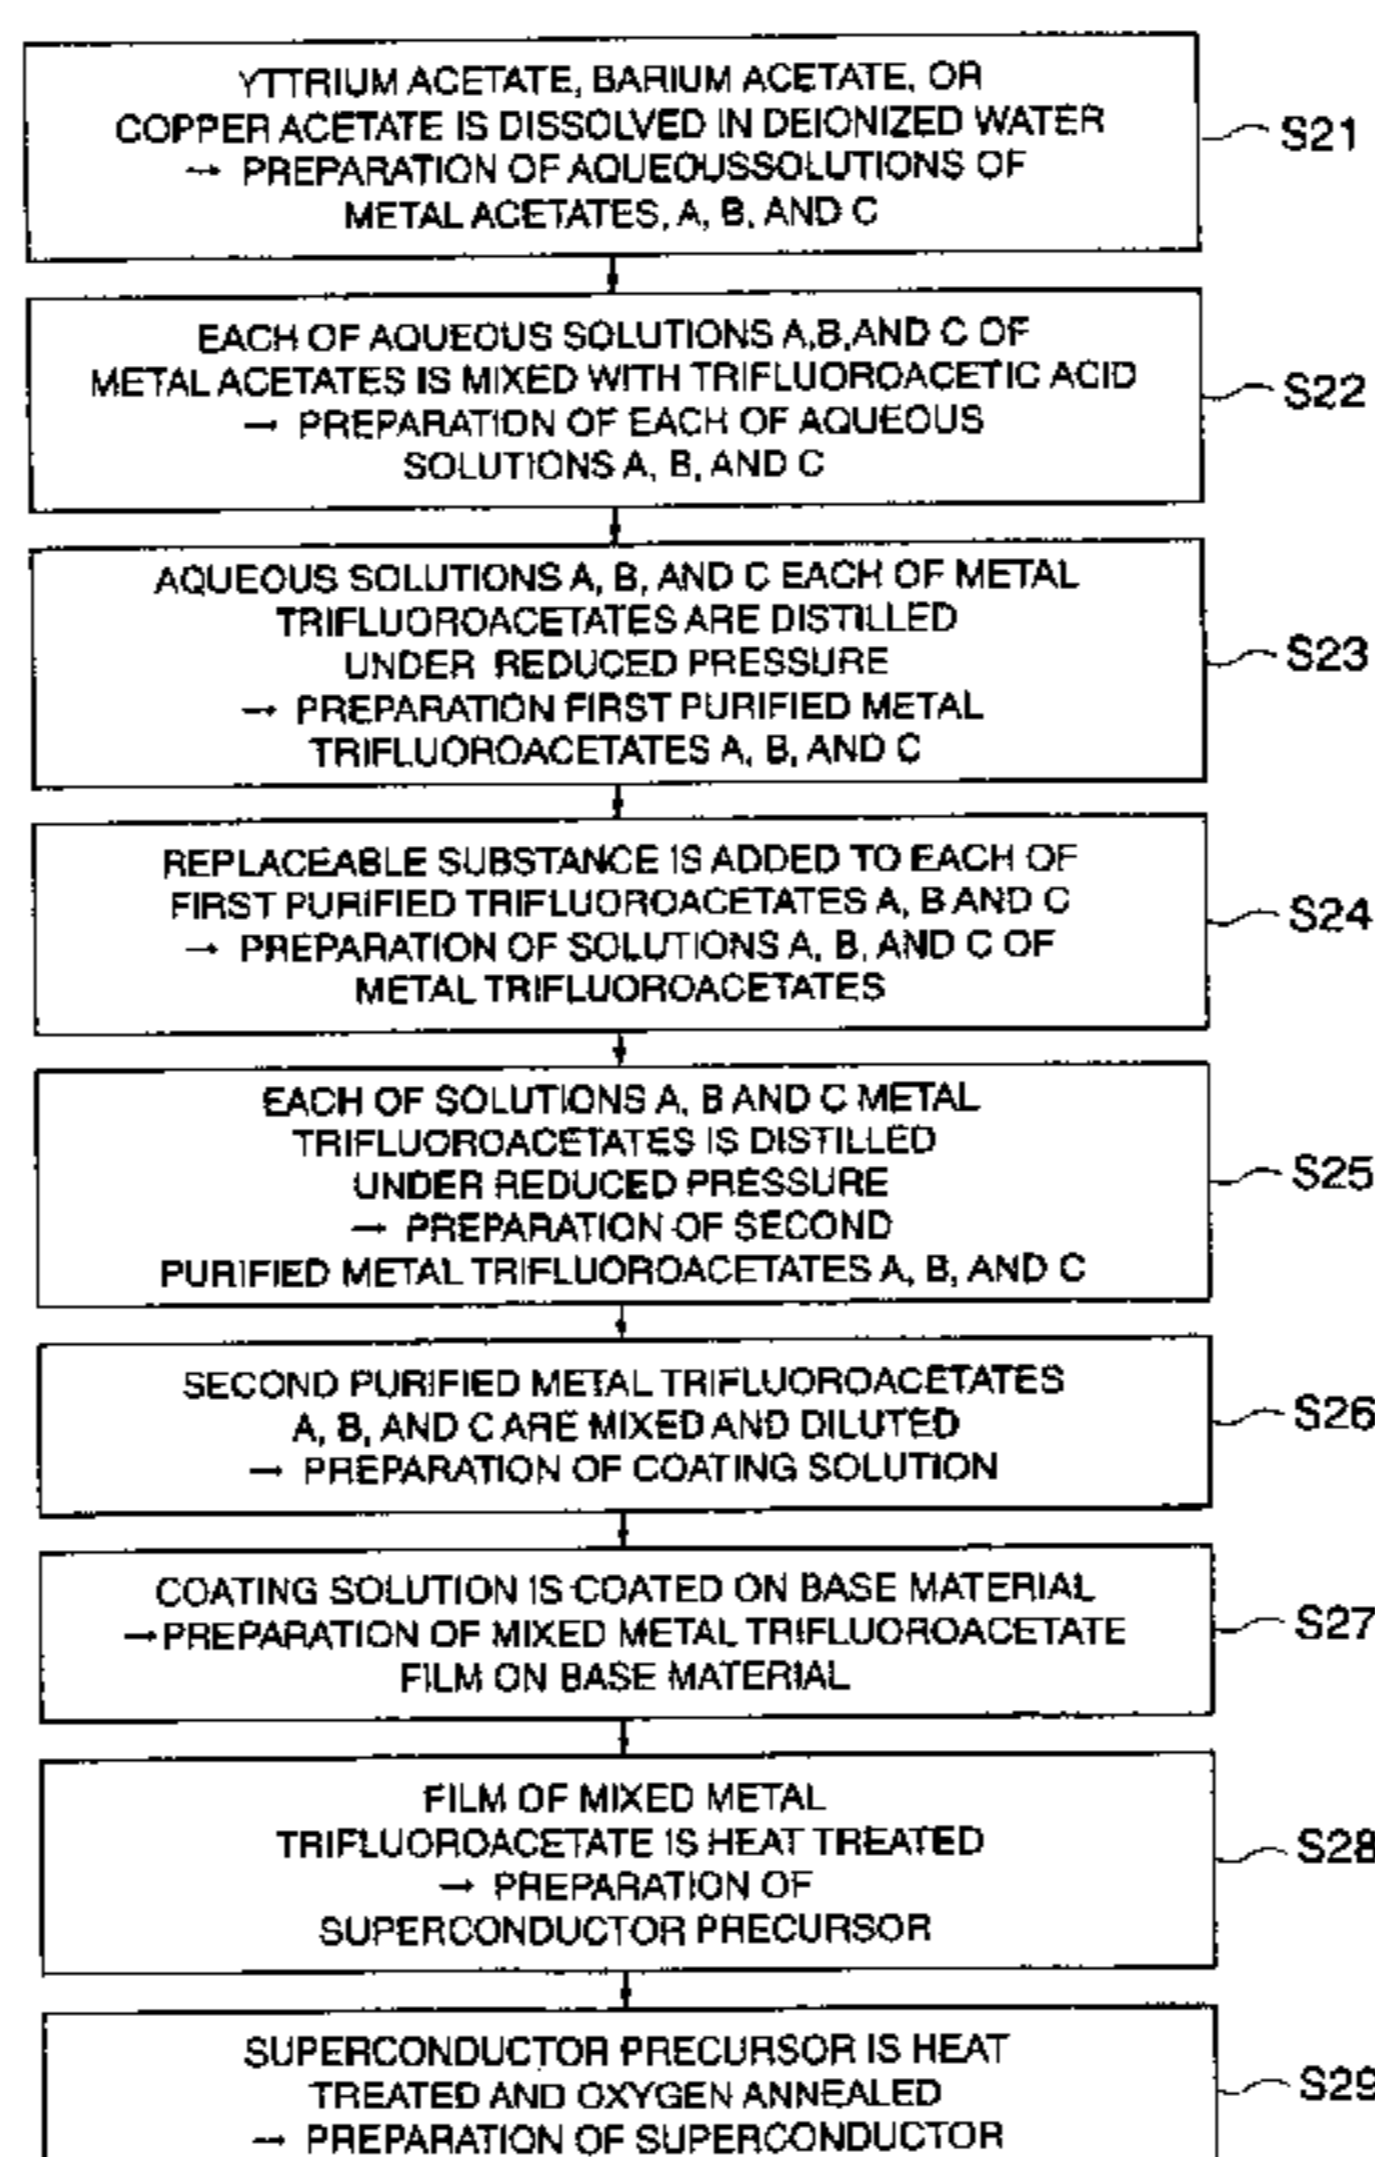 YTTRIUM ACETATE, BARIUM ACETATE, OR
COPPER ACETATE IS DISSOLVED IN DEIONIZED WATER
→ PREPARATION OF AQUEOUSSOLUTIONS OF
METAL ACETATES, A, B, AND C
S21
EACH OF AQUEOUS SOLUTIONS A,B,AND C OF
METAL ACETATES IS MIXED WITH TRIFLUOROACETIC ACID
→ PREPARATION OF EACH OF AQUEOUS
SOLUTIONS A, B, AND C
S22
AQUEOUS SOLUTIONS A, B, AND C EACH OF METAL
TRIFLUOROACETATES ARE DISTILLED
UNDER REDUCED PRESSURE
→ PREPARATION FIRST PURIFIED METAL
TRIFLUOROACETATES A, B, AND C
S23
REPLACEABLE SUBSTANCE IS ADDED TO EACH OF
FIRST PURIFIED TRIFLUOROACETATES A, B AND C
→ PREPARATION OF SOLUTIONS A, B, AND C OF
METAL TRIFLUOROACETATES
S24
EACH OF SOLUTIONS A, B AND C METAL
TRIFLUOROACETATES IS DISTILLED
UNDER REDUCED PRESSURE
→ PREPARATION OF SECOND
PURIFIED METAL TRIFLUOROACETATES A, B, AND C
S25
SECOND PURIFIED METAL TRIFLUOROACETATES
A, B, AND C ARE MIXED AND DILUTED
→ PREPARATION OF COATING SOLUTION
S26
COATING SOLUTION IS COATED ON BASE MATERIAL
→PREPARATION OF MIXED METAL TRIFLUOROACETATE
FILM ON BASE MATERIAL
S27
FILM OF MIXED METAL
TRIFLUOROACETATE IS HEAT TREATED
→ PREPARATION OF
SUPERCONDUCTOR PRECURSOR
S28
SUPERCONDUCTOR PRECURSOR IS HEAT
TREATED AND OXYGEN ANNEALED
→ PREPARATION OF SUPERCONDUCTOR
S29